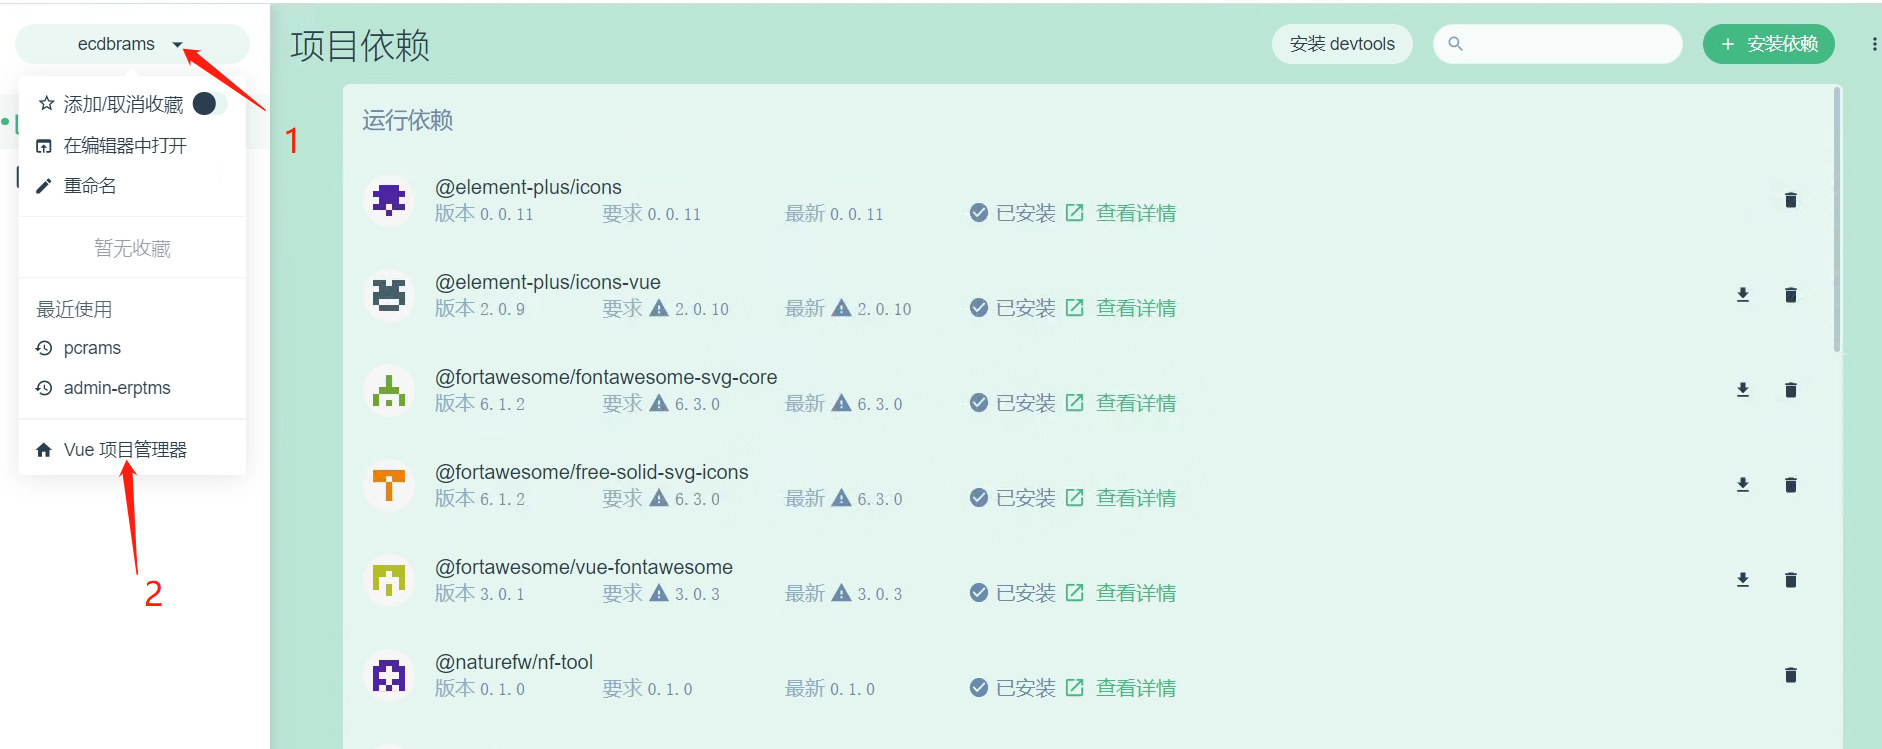 ecdbrams
添加/取消收藏
在编辑器中打开
重命名
暂无收藏
最近使用
pcrams
admin-erptms
Vue 项目管理器
1
2
项目依赖
安装 devtools
安装依赖
运行依赖
@element-plus/icons
版本 0.0.11 要求 0.0.11 最新 0.0.11 已安装 查看详情
@element-plus/icons-vue
版本 2.0.9 要求 2.0.10 最新 2.0.10 已安装 查看详情
@fortawesome/fontawesome-svg-core
版本 6.1.2 要求 6.3.0 最新 6.3.0 已安装 查看详情
@fortawesome/free-solid-svg-icons
版本 6.1.2 要求 6.3.0 最新 6.3.0 已安装 查看详情
@fortawesome/vue-fontawesome
版本 3.0.1 要求 3.0.3 最新 3.0.3 已安装 查看详情
@naturefw/nf-tool
版本 0.1.0 要求 0.1.0 最新 0.1.0 已安装 查看详情